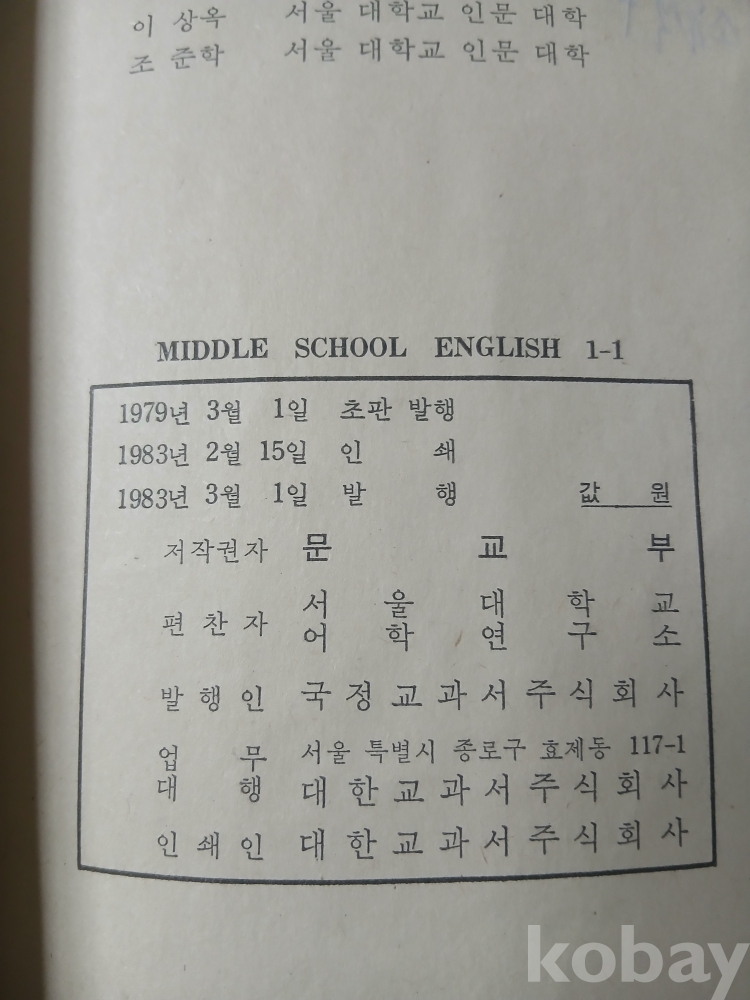 이 상옥 서울 대학교 인문 대학
조 준학 서울 대학교 인문 대학
MIDDLE SCHOOL ENGLISH 1-1
1979년 3월 1일 초판 발행
1983년 2월 15일 인 쇄
1983년 3월 1일 발 행 값 원
저작권자 문 교 부
편 찬 자 서 울 대 학 교
어 학 연 구 소
발 행 인 국 정 교 과 서 주 식 회 사
업 무 서울 특별시 종로구 효제동 117-1
대 행 대 한 교 과 서 주 식 회 사
인 쇄 인 대 한 교 과 서 주 식 회 사
kobay